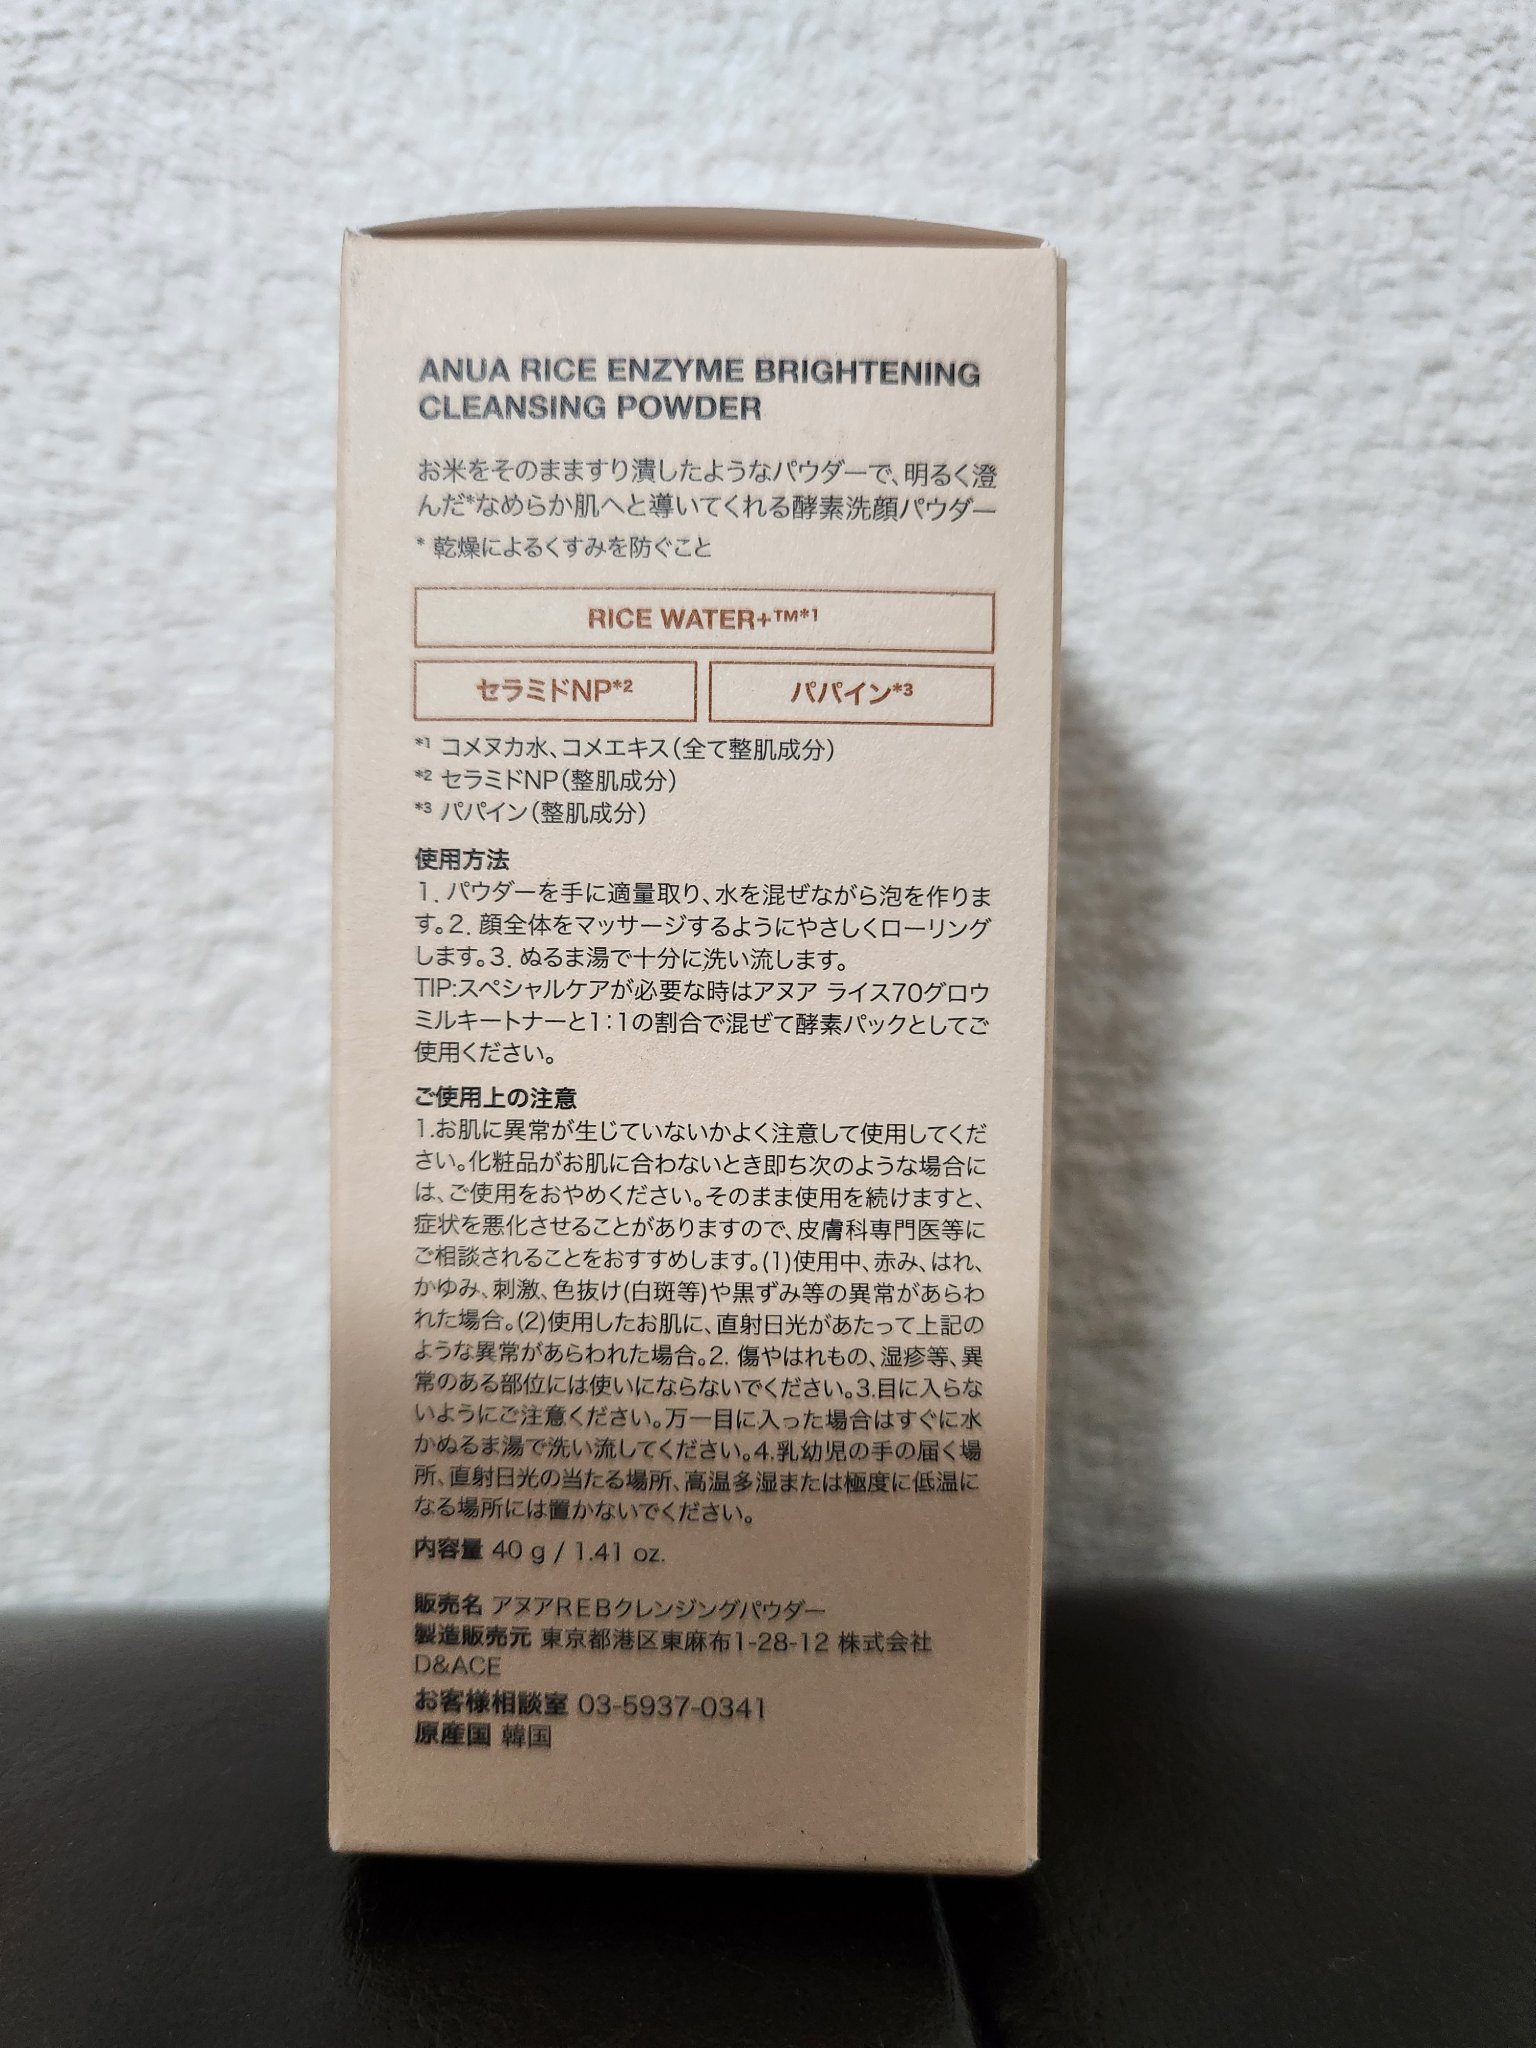 ANUA RICE ENZYME BRIGHTENING
CLEANSING POWDER
お米をそのまますり潰したようなパウダーで、明るく澄
んだ*なめらか肌へと導いてくれる酵素洗顔パウダー
* 乾燥によるくすみを防ぐこと
RICE WATER+™*1
セラミドNP*2
パパイン*3
*1 コメヌカ水、コメエキス(全て整肌成分)
*2 セラミドNP(整肌成分)
*3 パパイン(整肌成分)
使用方法
1. パウダーを手に適量取り、水を混ぜながら泡を作りま
す。2. 顔全体をマッサージするようにやさしくローリング
します。3. ぬるま湯で十分に洗い流します。
TIP:スペシャルケアが必要な時はアヌア ライス70グロウ
ミルキートナーと1:1の割合で混ぜて酵素パックとしてご
使用ください。
ご使用上の注意
1.お肌に異常が生じていないかよく注意して使用してくだ
さい。化粧品がお肌に合わないとき即ち次のような場合に
は、ご使用をおやめください。そのまま使用を続けますと、
症状を悪化させることがありますので、皮膚科専門医等に
ご相談されることをおすすめします。(1)使用中、赤み、はれ、
かゆみ、刺激、色抜け(白斑等)や黒ずみ等の異常があらわ
れた場合。(2)使用したお肌に、直射日光があたって上記の
ような異常があらわれた場合。2. 傷やはれもの、湿疹等、異
常のある部位には使いにならないでください。3.目に入らな
いようにご注意ください。万一目に入った場合はすぐに水
かぬるま湯で洗い流してください。4.乳幼児の手の届く場
所、直射日光の当たる場所、高温多湿または極度に低温に
なる場所には置かないでください。
内容量 40 g / 1.41 oz.
販売名 アヌアREBクレンジングパウダー
製造販売元 東京都港区東麻布1-28-12 株式会社
D&ACE
お客様相談室 03-5937-0341
原産国 韓国